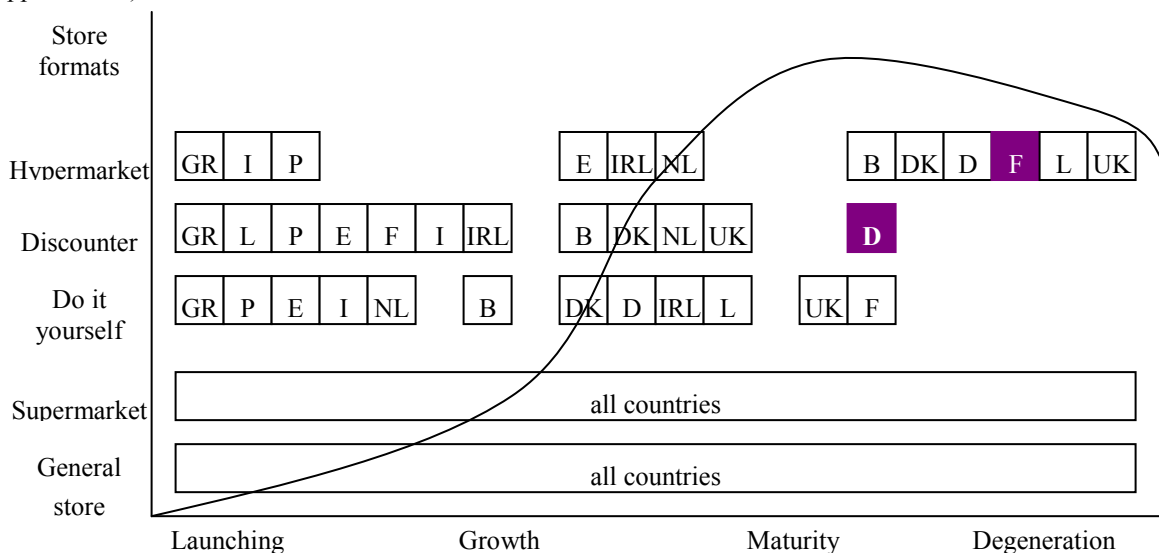 Store
formats
Hypermarket GR I P E IRL NL B DK D F L UK
Discounter GR L P E F I IRL B DK NL UK D
Do it
yourself GR P E I NL B DK D IRL L UK F
Supermarket all countries
General
store all countries
Launching Growth Maturity Degeneration